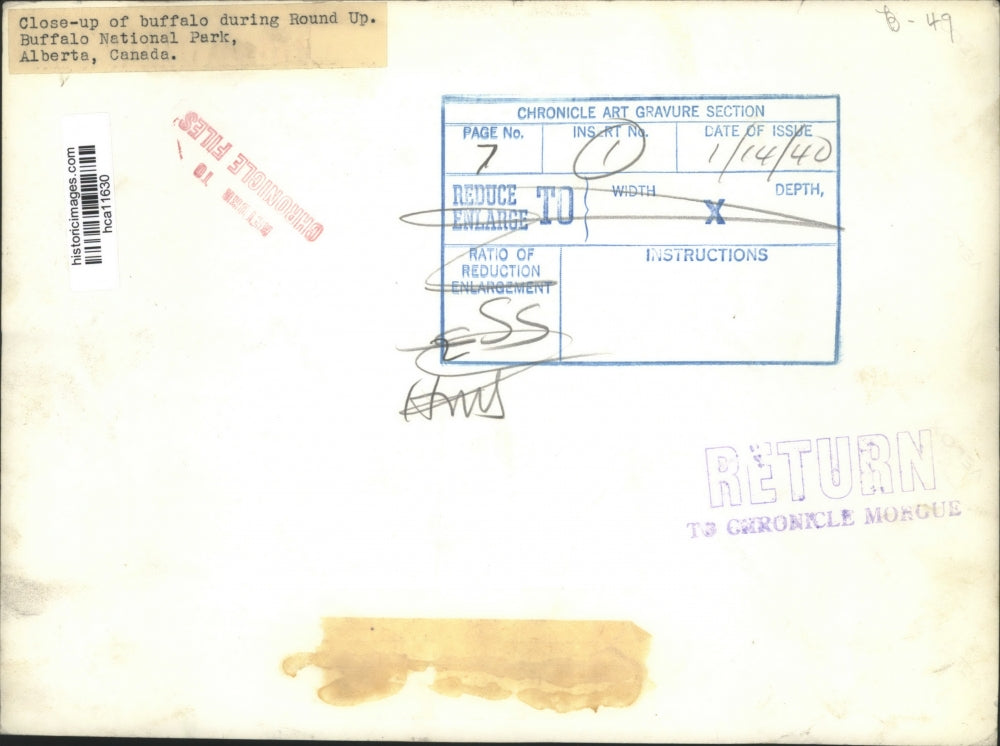 Close-up of buffalo during Round Up.
Buffalo National Park,
Alberta, Canada.
B-49
historicimages.com
hca11630
RETURN
TO
CHRONICLE FILES
CHRONICLE ART GRAVURE SECTION
PAGE No. INSERT No. DATE OF ISSUE
7 1 1/14/40
REDUCE
ENLARGE TO WIDTH X DEPTH,
RATIO OF
REDUCTION
ENLARGEMENT
INSTRUCTIONS
RETURN
TO CHRONICLE MORGUE